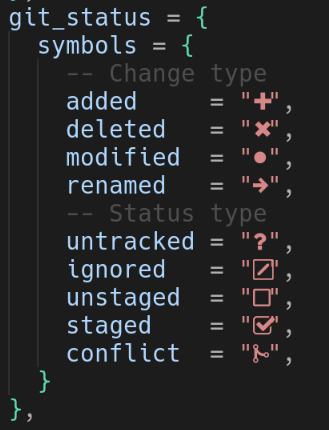 git_status = {
symbols = {
-- Change type
added = "✚",
deleted = "✖",
modified = "●",
renamed = "➜",
-- Status type
untracked = "?",
ignored = "",
unstaged = "☐",
staged = "☑",
conflict = "",
}
},